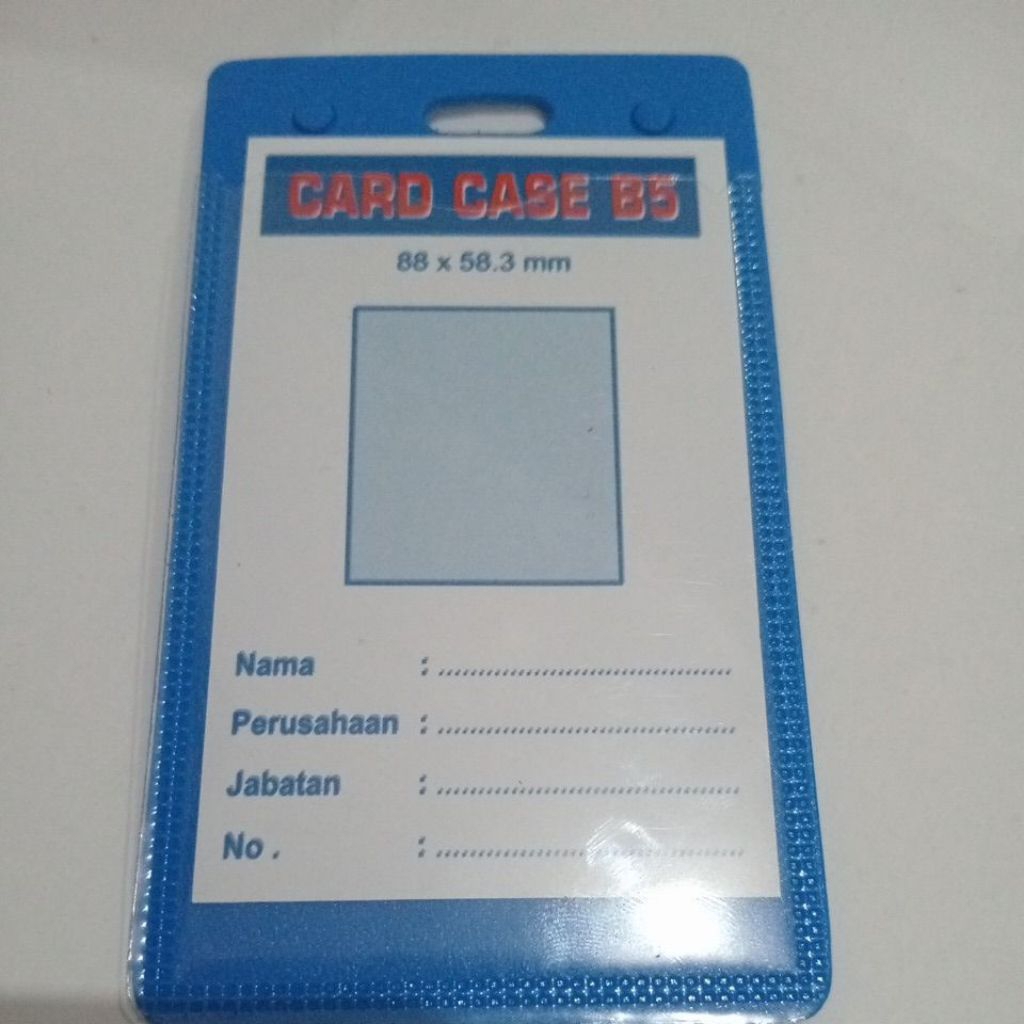 CARD CASE B5
88 x 58.3 mm
Nama : ....................................................
Perusahaan : ....................................................
Jabatan : ....................................................
No . : ....................................................